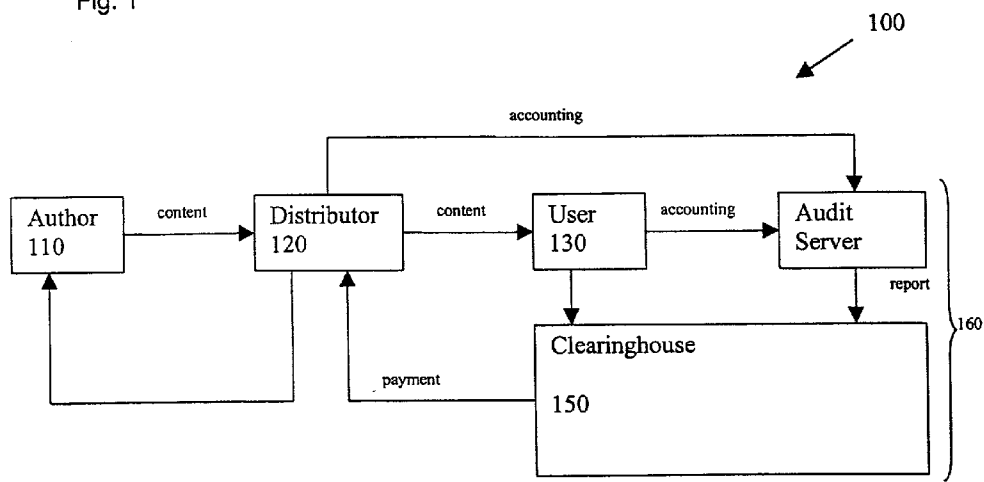 Fig. 1
100
accounting
Author
110
content
Distributor
120
content
User
130
accounting
Audit
Server
report
Clearinghouse
150
payment
160